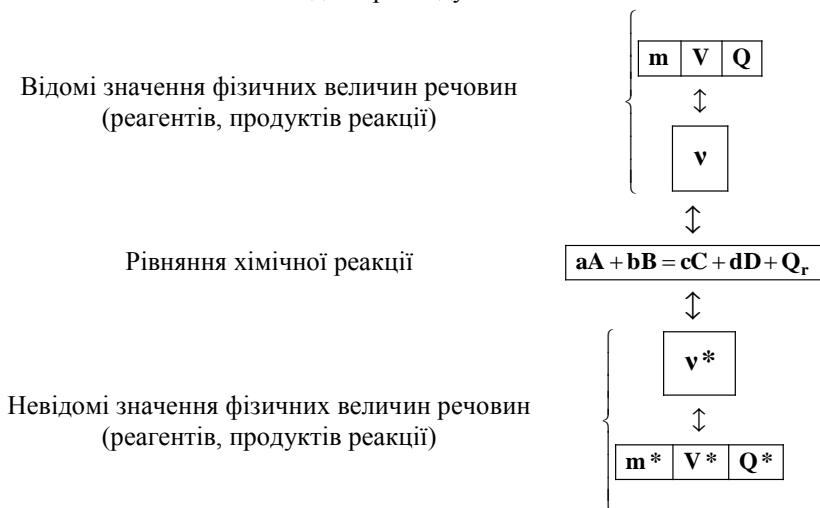 m V Q
Відомі значення фізичних величин речовин
(реагентів, продуктів реакції)
ν
Рівняння хімічної реакції
aA + bB = cC + dD + Qr
ν*
Невідомі значення фізичних величин речовин
(реагентів, продуктів реакції)
m* V* Q*